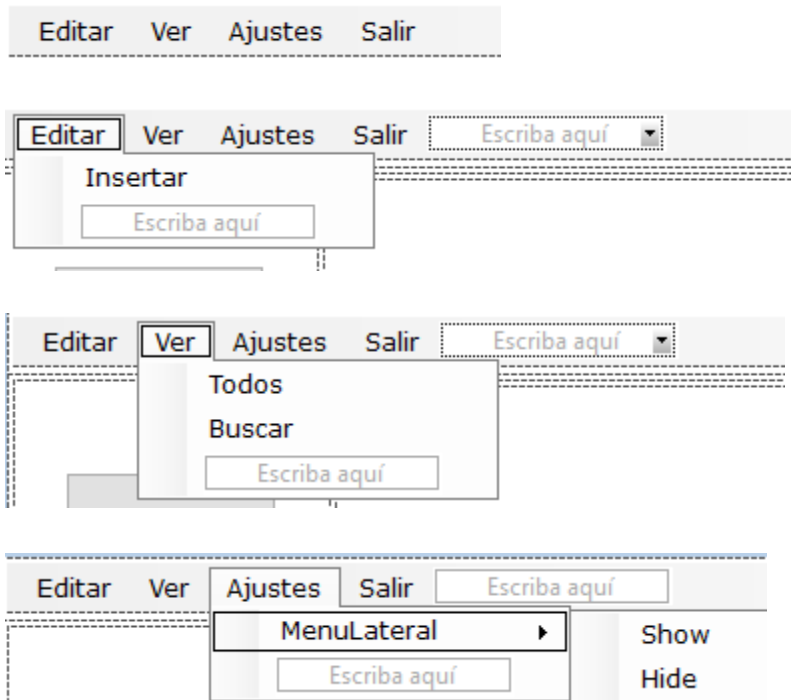 Editar Ver Ajustes Salir
Editar Ver Ajustes Salir Escriba aquí
Insertar
Escriba aquí
Editar Ver Ajustes Salir Escriba aquí
Todos
Buscar
Escriba aquí
Editar Ver Ajustes Salir Escriba aquí
MenuLateral Show
Escriba aquí Hide